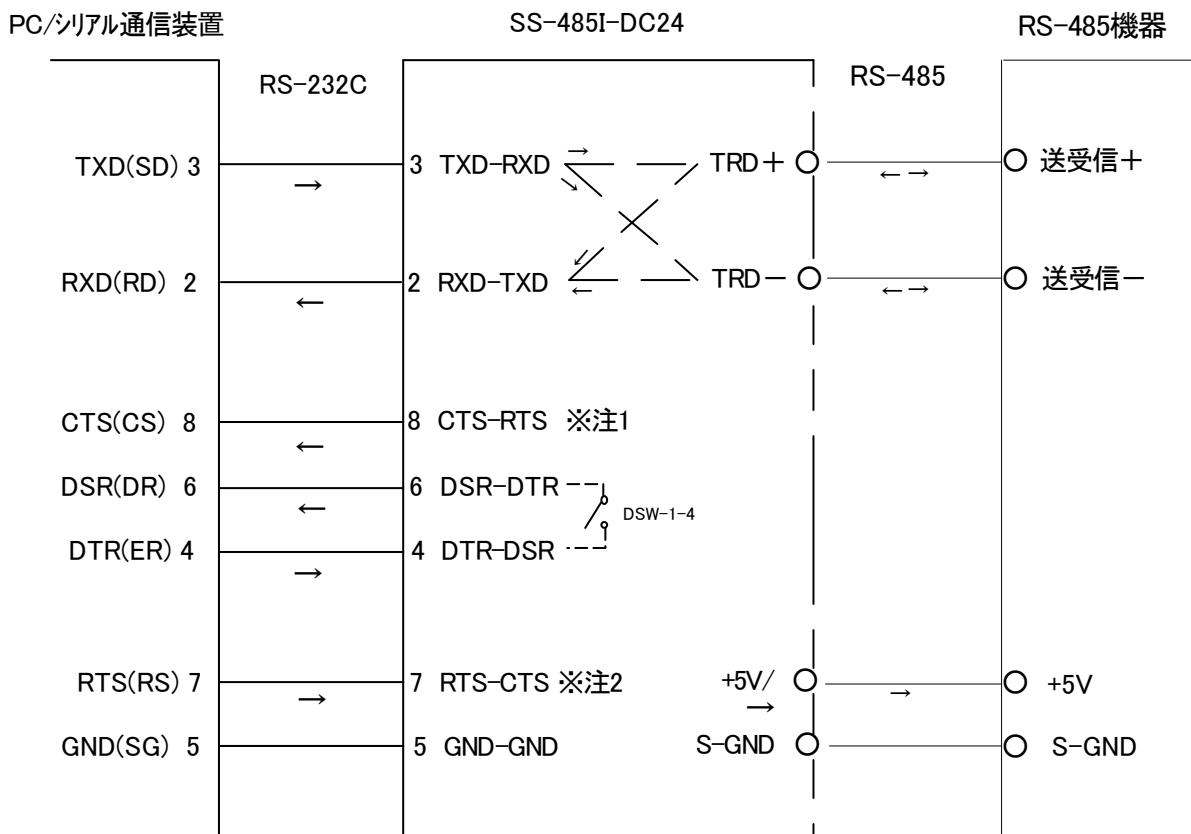 PC/シリアル通信装置 SS-485I-DC24 RS-485機器
RS-232C RS-485
TXD(SD) 3 3 TXD-RXD → TRD+ 送受信+
→ ↘ ← →
RXD(RD) 2 2 RXD-TXD ↙ TRD- 送受信-
← ← ← →
CTS(CS) 8 8 CTS-RTS ※注1
←
DSR(DR) 6 6 DSR-DTR
← DSW-1-4
DTR(ER) 4 4 DTR-DSR
→
RTS(RS) 7 7 RTS-CTS ※注2 +5V/ +5V
→ → →
GND(SG) 5 5 GND-GND S-GND S-GND